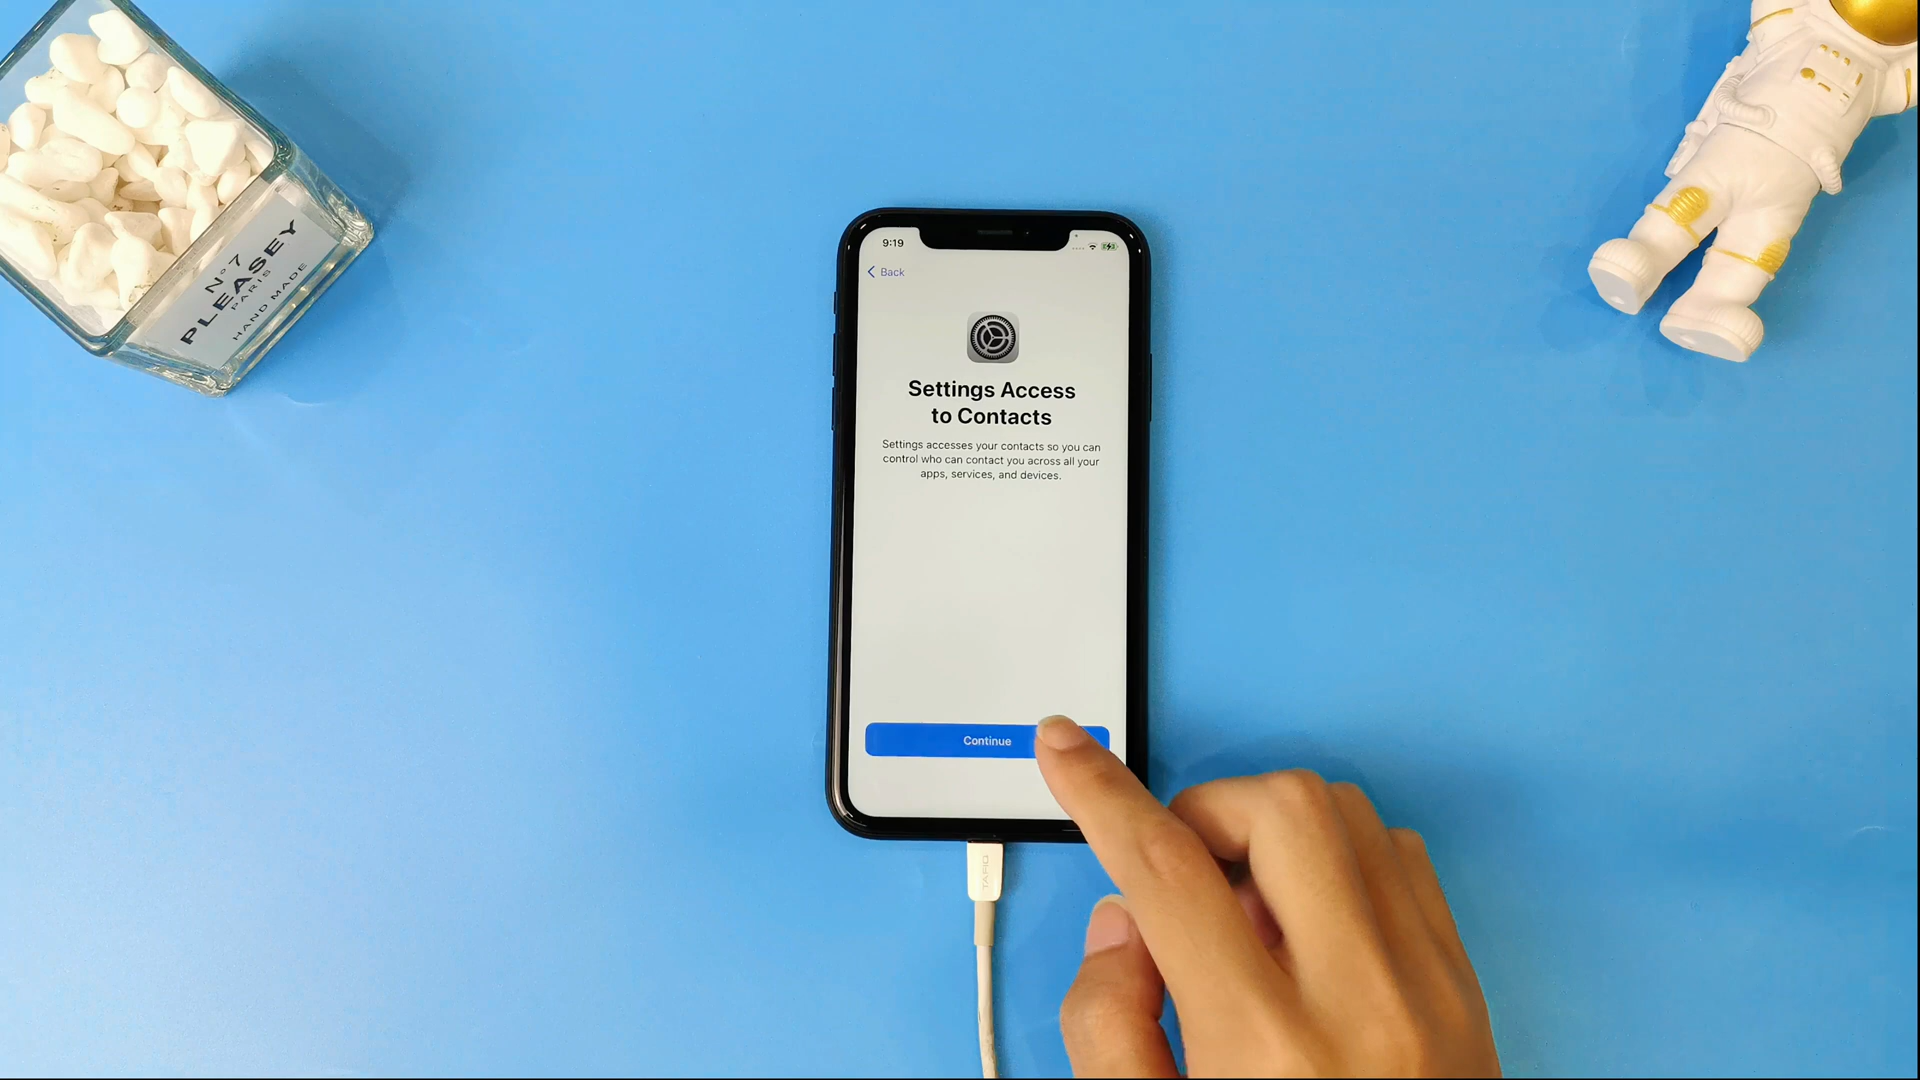 N°7
PLEASEY
PARIS
HAND MADE
9:19
Back
Settings Access
to Contacts
Settings accesses your contacts so you can
control who can contact you across all your
apps, services, and devices.
Continue